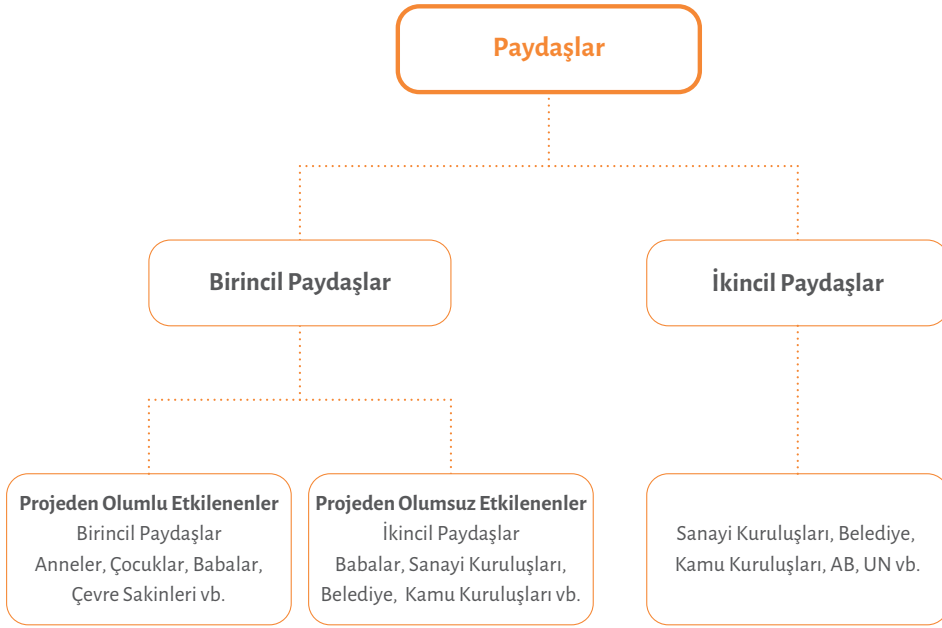 Paydaşlar
Birincil Paydaşlar
İkincil Paydaşlar
Projeden Olumlu Etkilenenler
Birincil Paydaşlar
Anneler, Çocuklar, Babalar,
Çevre Sakinleri vb.
Projeden Olumsuz Etkilenenler
İkincil Paydaşlar
Babalar, Sanayi Kuruluşları,
Belediye, Kamu Kuruluşları vb.
Sanayi Kuruluşları, Belediye,
Kamu Kuruluşları, AB, UN vb.